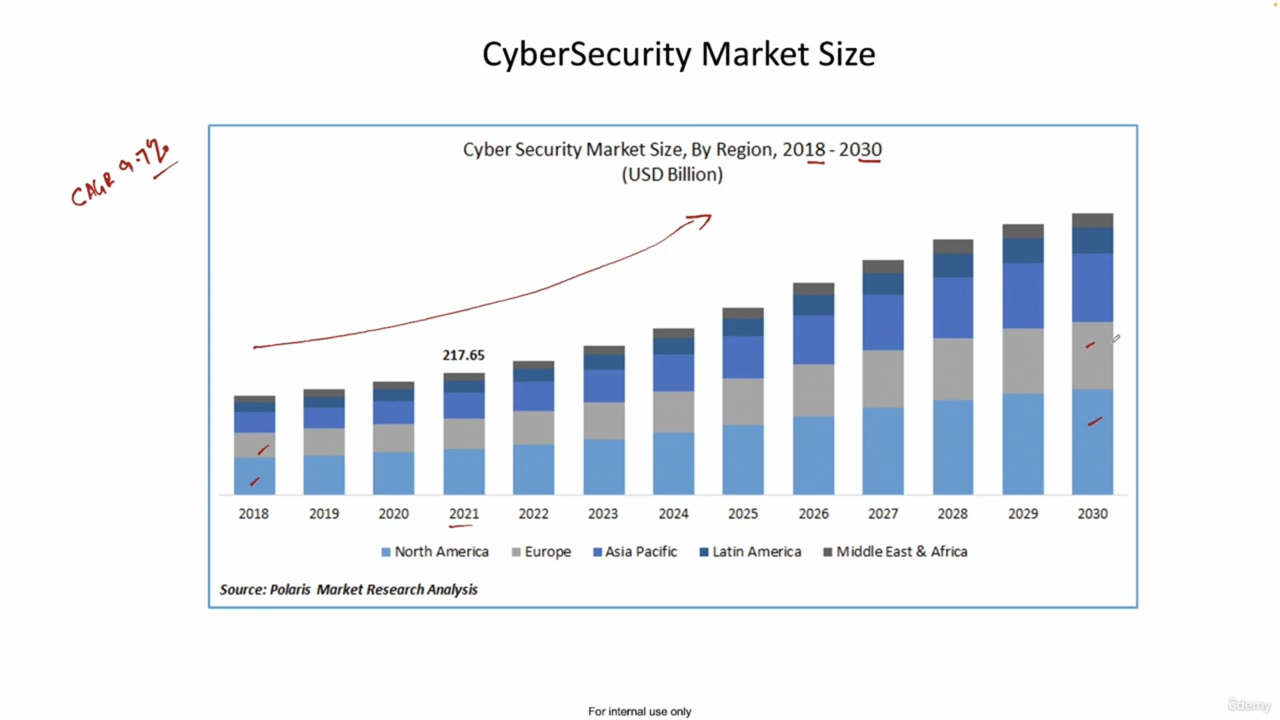 CyberSecurity Market Size
CAGR 9.7%
Cyber Security Market Size, By Region, 2018 - 2030
(USD Billion)
217.65
2018 2019 2020 2021 2022 2023 2024 2025 2026 2027 2028 2029 2030
North America Europe Asia Pacific Latin America Middle East & Africa
Source: Polaris Market Research Analysis
For internal use only
ûdemy